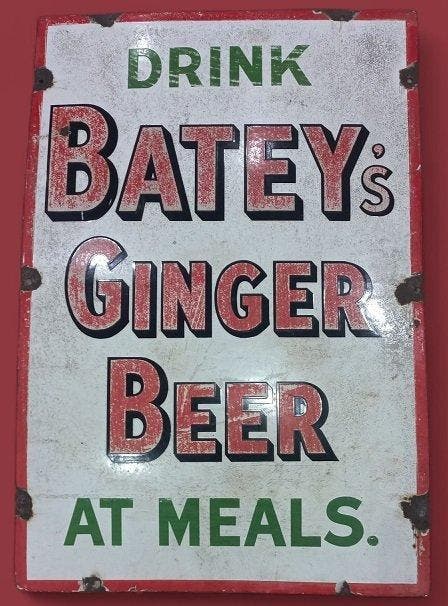 DRINK
BATEY'S
GINGER
BEER
AT MEALS.